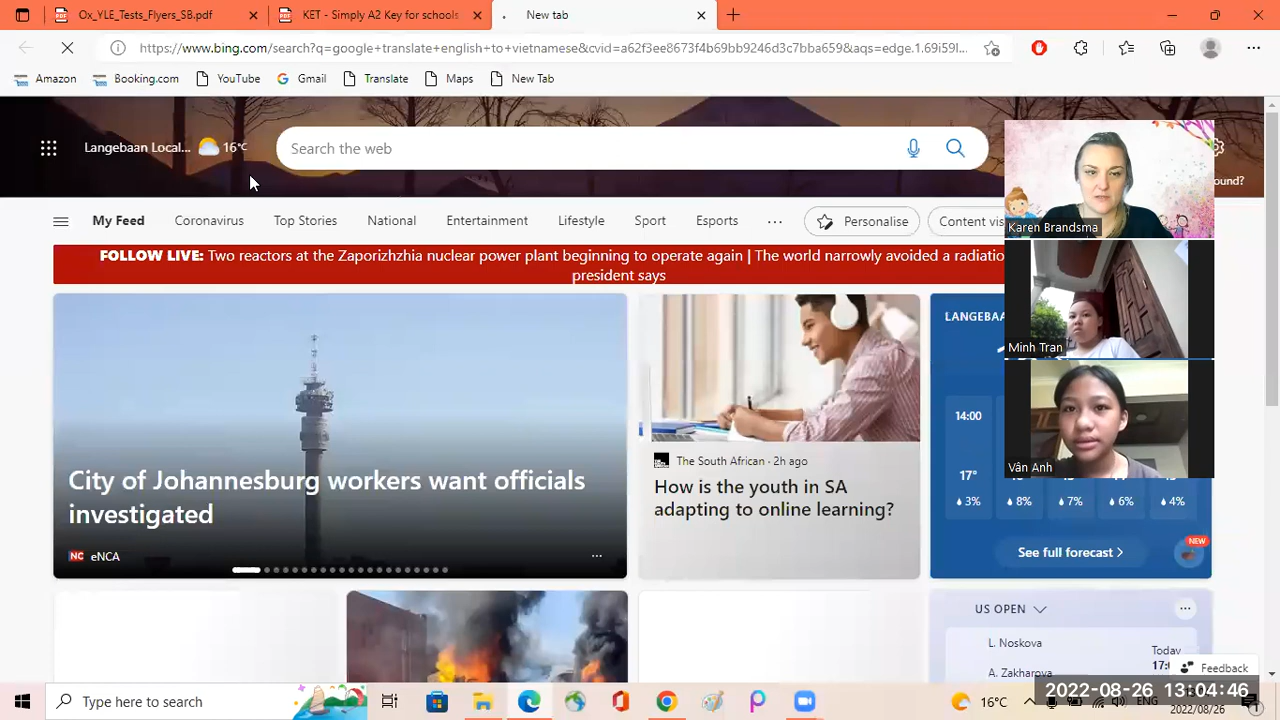 Ox_YLE_Tests_Flyers_SB.pdf
KET - Simply A2 Key for schools
New tab
https://www.bing.com/search?q=google+translate+english+to+vietnamese&cvid=a62f3ee8673f4b69bb9246d3c7bba659&aqs=edge.1.69i59l...
Amazon
Booking.com
YouTube
Gmail
Translate
Maps
New Tab
Langebaan Local...
16°C
Search the web
ound?
My Feed
Coronavirus
Top Stories
National
Entertainment
Lifestyle
Sport
Esports
Personalise
Content vis
FOLLOW LIVE: Two reactors at the Zaporizhzhia nuclear power plant beginning to operate again | The world narrowly avoided a radiatio
president says
City of Johannesburg workers want officials
investigated
NC eNCA
The South African · 2h ago
How is the youth in SA
adapting to online learning?
LANGEBAA
14:00
17°
3%
8%
7%
6%
4%
See full forecast
NEW
US OPEN
L. Noskova
A. Zakharova
Today
Feedback
Karen Brandsma
Minh Tran
Vân Anh
Type here to search
16°C
ENG
2022-08-26 13:04:46
2022/08/26